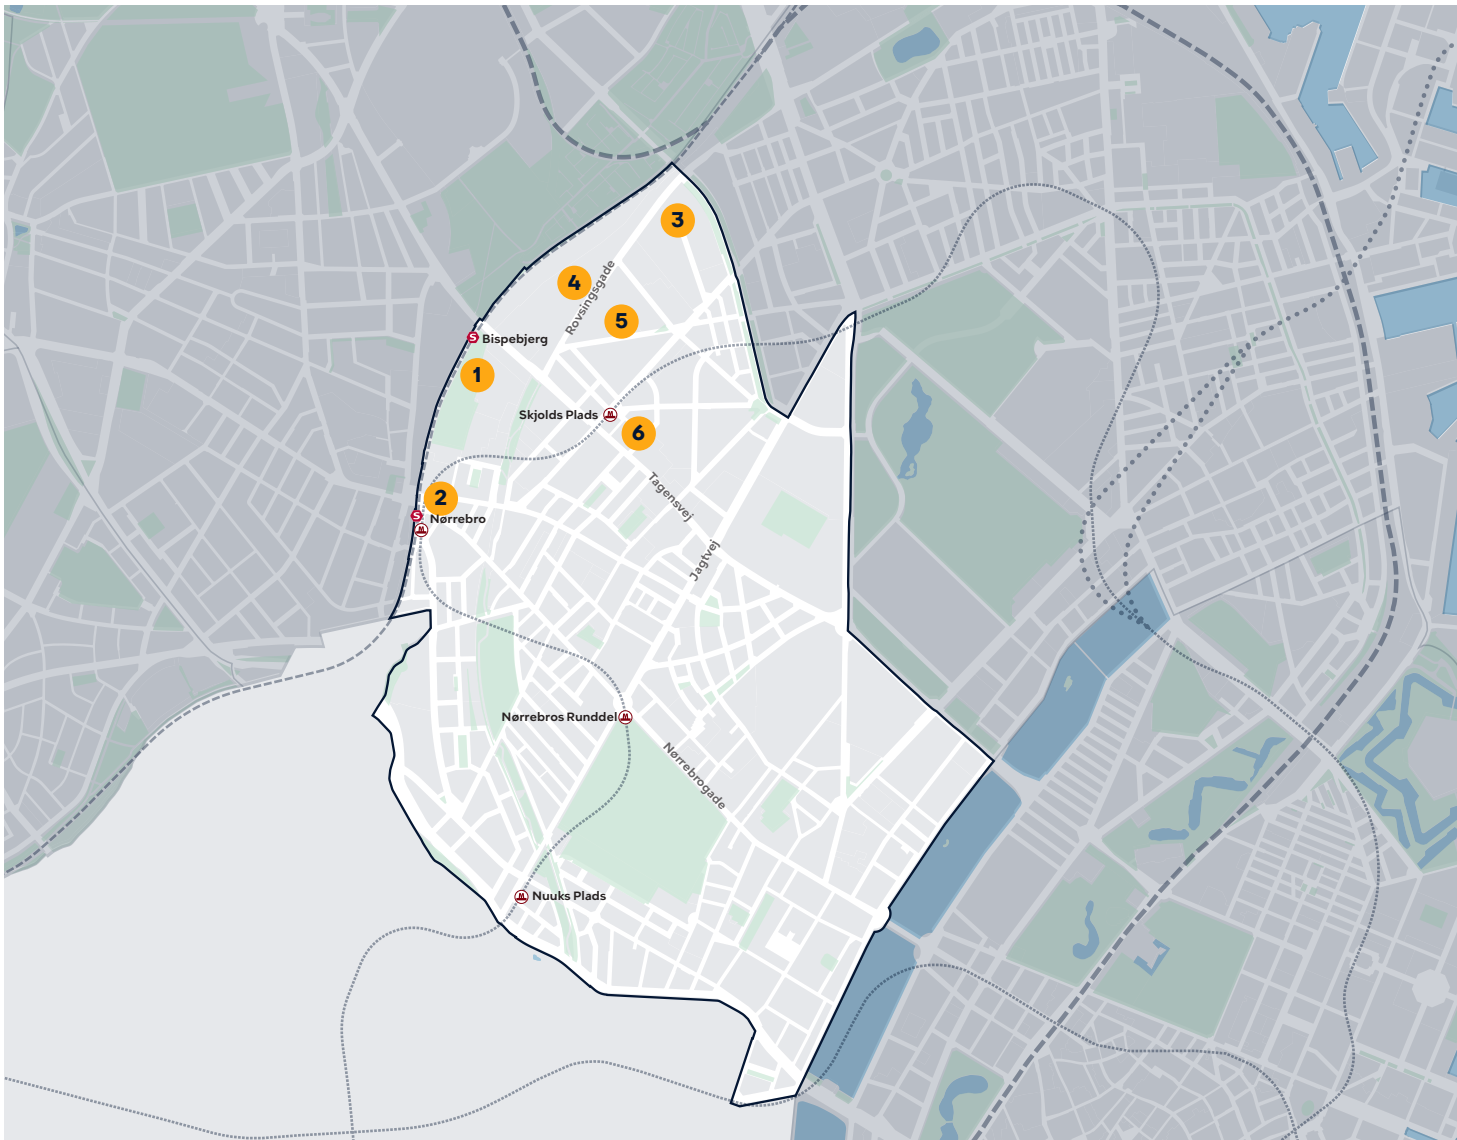 3
4
Rovsingsgade
5
S Bispebjerg
1
Skjolds Plads M
6
Tagensvej
2
S
Nørrebro
M
Jagtvej
Nørrebros Runddel M
Nørrebrogade
M Nuuks Plads